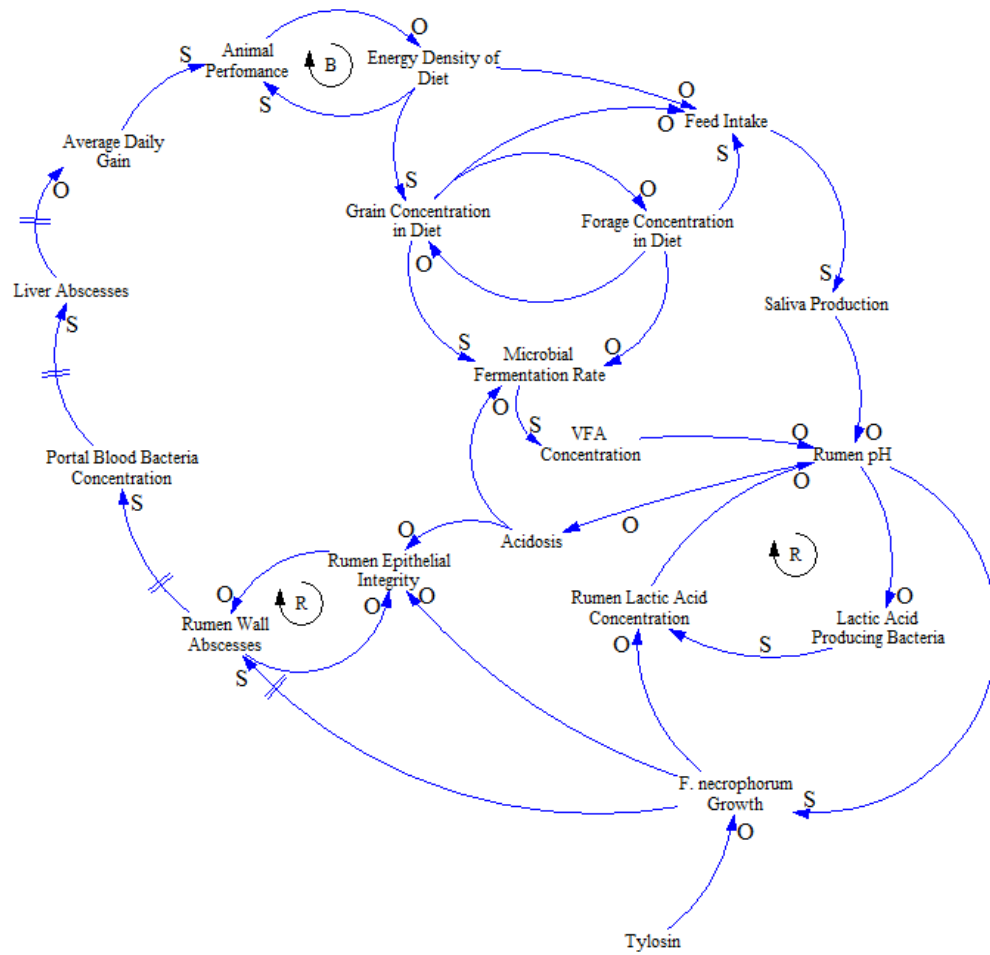 O
S
Animal
Perfomance
B
Energy Density of
Diet
S
O
O
Feed Intake
Average Daily
Gain
O
S
S
O
Grain Concentration
in Diet
Forage Concentration
in Diet
O
Liver Abscesses
S
S
Saliva Production
S
O
Microbial
Fermentation Rate
O
S
VFA
Concentration
O
O
Rumen pH
O
Portal Blood Bacteria
Concentration
S
O
Acidosis
O
R
Rumen Epithelial
Integrity
O
O
R
O
Rumen Wall
Abscesses
S
Rumen Lactic Acid
Concentration
O
S
O
Lactic Acid
Producing Bacteria
F. necrophorum
Growth
S
O
Tylosin